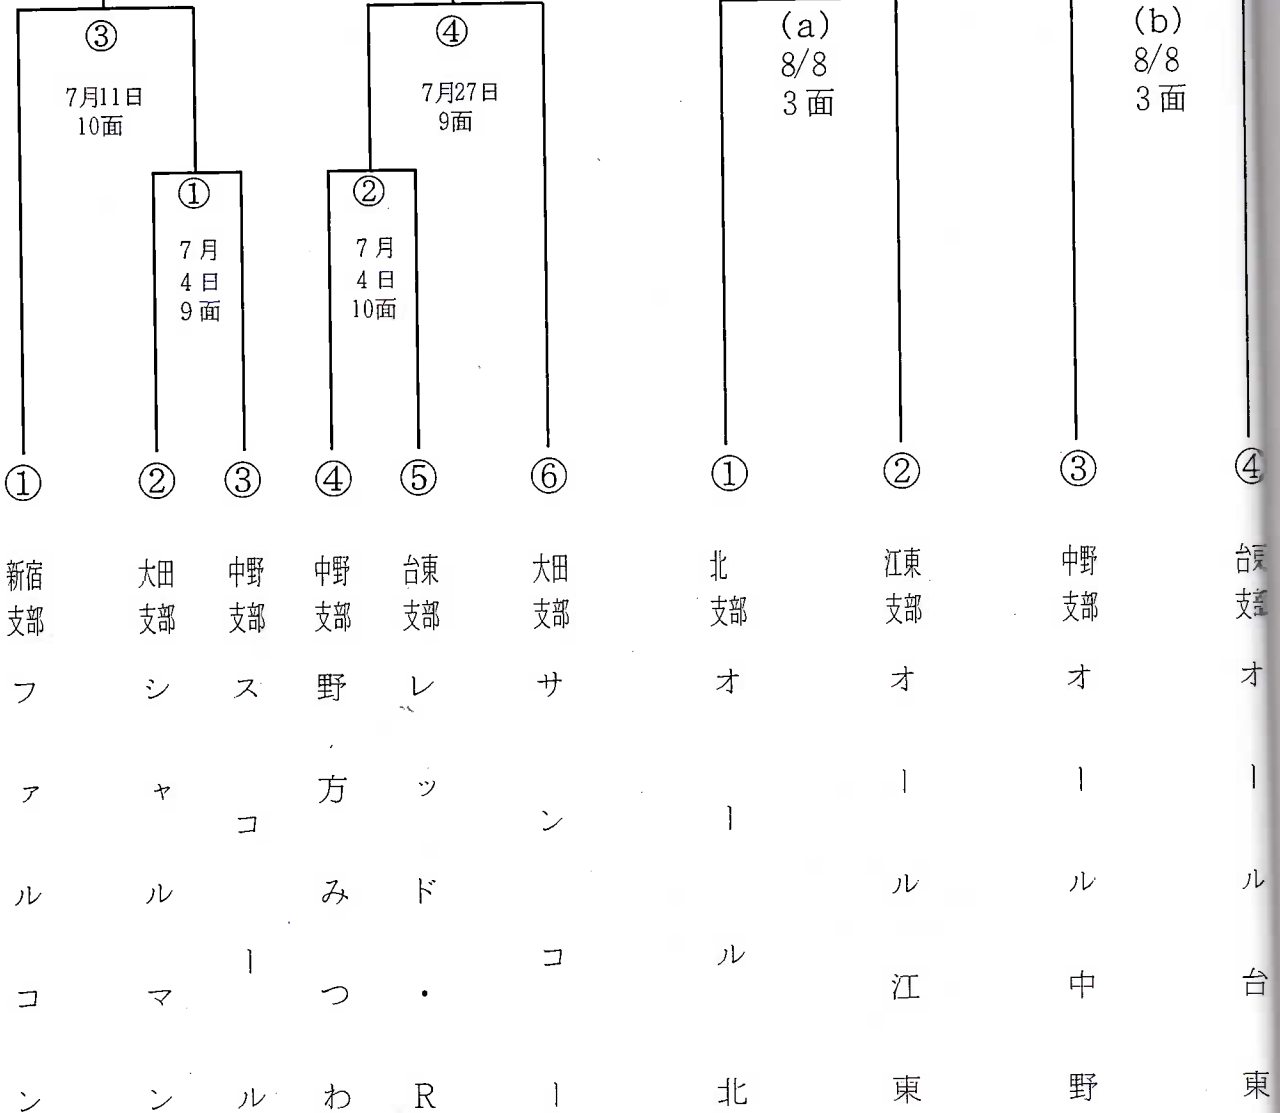 ③
7月11日
10面
④
7月27日
9面
(a)
8/8
3面
(b)
8/8
3面
①
7月
4日
9面
②
7月
4日
10面
①
新宿
支部
ファルコン
②
大田
支部
シャルマン
③
中野
支部
スコール
④
中野
支部
野方みつわ
⑤
台東
支部
レッド・R
⑥
大田
支部
サンコー
①
北
支部
オール北
②
江東
支部
オール江東
③
中野
支部
オール中野
④
台東
支部
オール台東